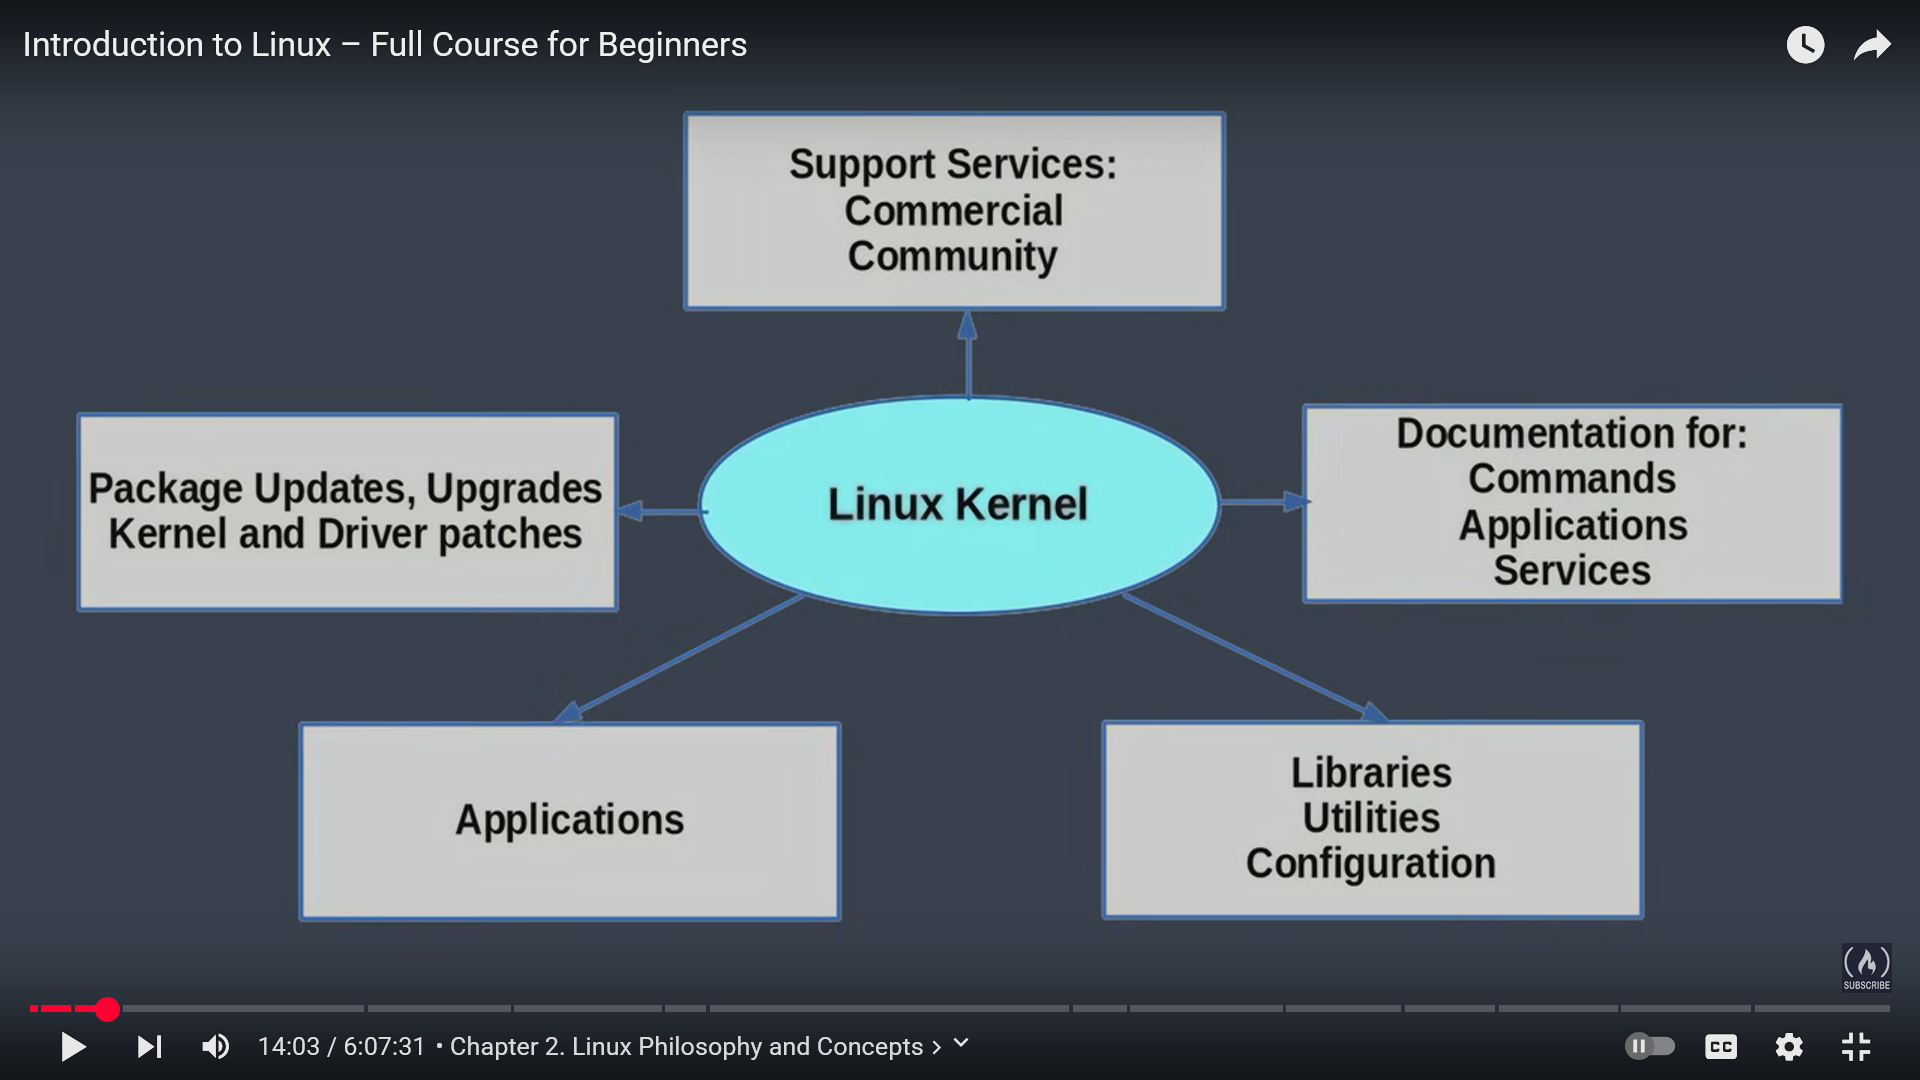 Introduction to Linux – Full Course for Beginners
Support Services:
Commercial
Community
Package Updates, Upgrades
Kernel and Driver patches
Linux Kernel
Documentation for:
Commands
Applications
Services
Applications
Libraries
Utilities
Configuration
SUBSCRIBE
14:03 / 6:07:31 • Chapter 2. Linux Philosophy and Concepts
CC